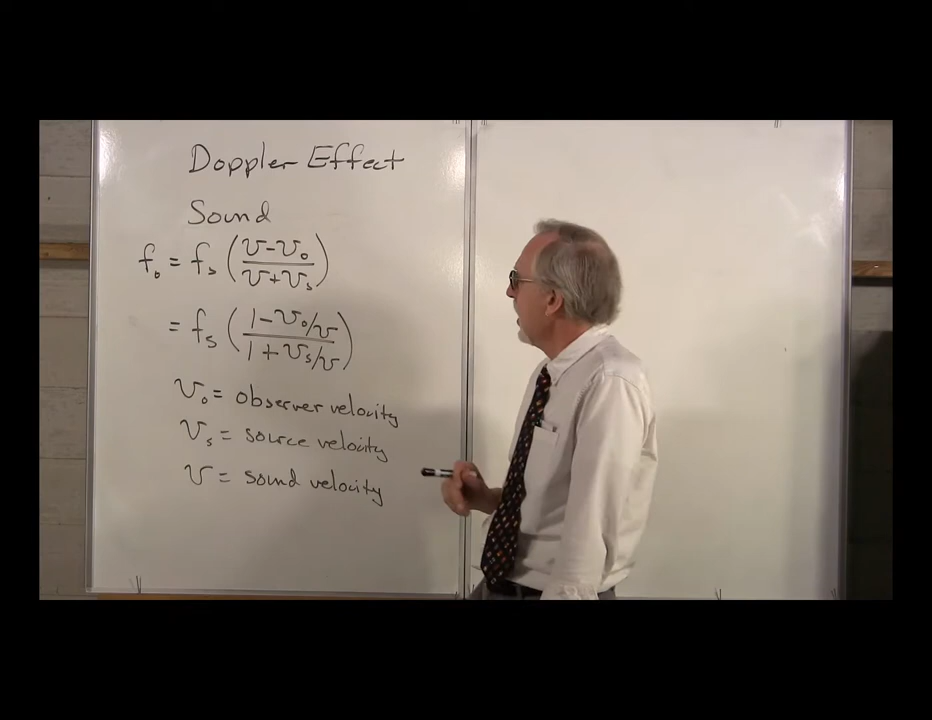 Doppler Effect
Sound
f₀ = fₛ ((v-v₀)/(v+vₛ))
= fₛ ((1-v₀/v)/(1+vₛ/v))
v₀ = observer velocity
vₛ = source velocity
v = sound velocity